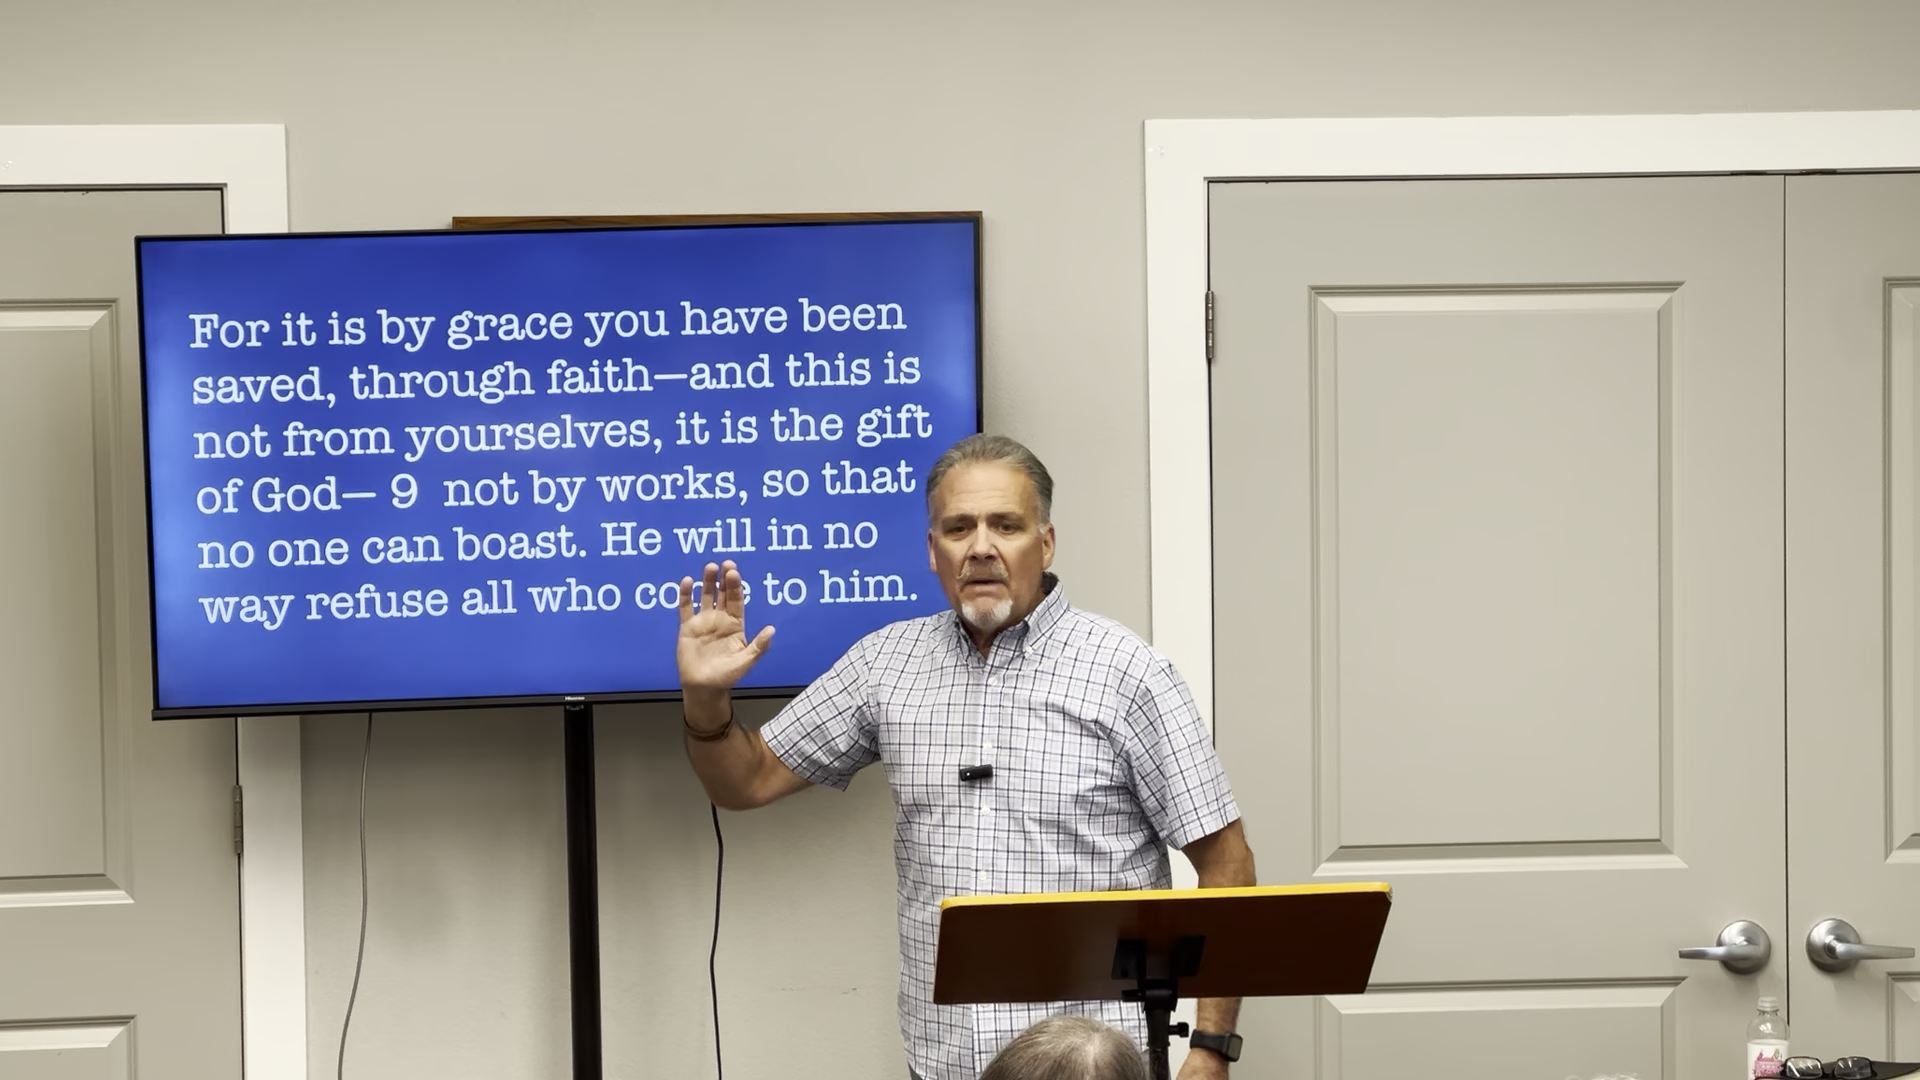 For it is by grace you have been
saved, through faith—and this is
not from yourselves, it is the gift
of God— 9 not by works, so that
no one can boast. He will in no
way refuse all who come to him.
Hisense